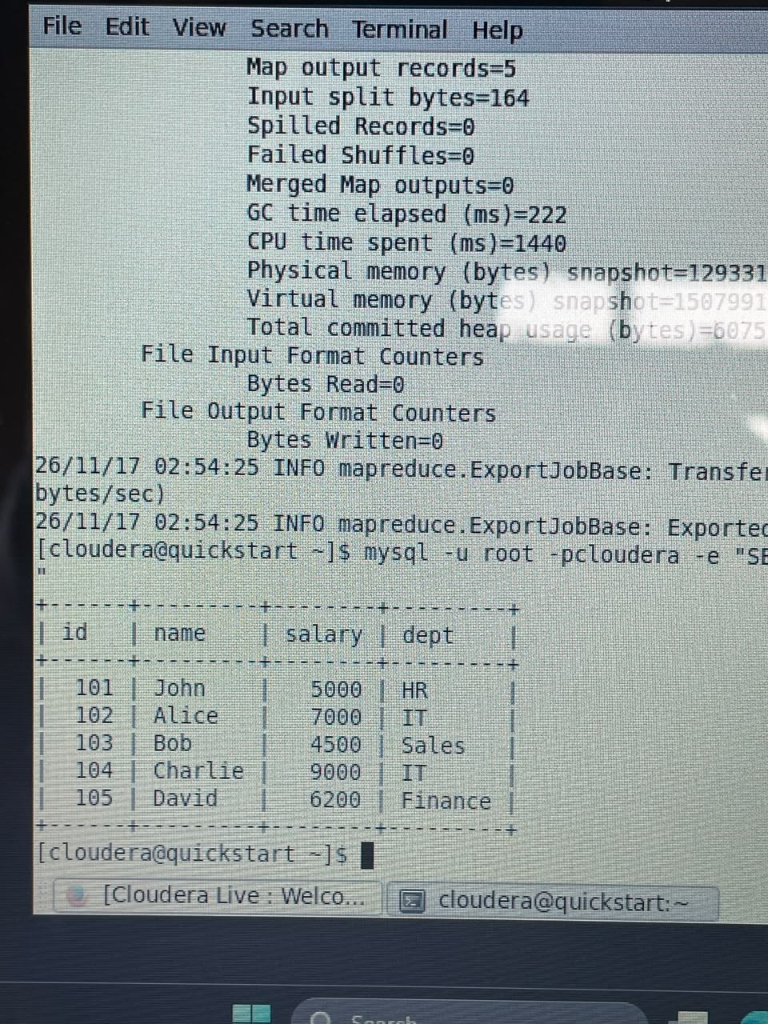 File Edit View Search Terminal Help
Map output records=5
Input split bytes=164
Spilled Records=0
Failed Shuffles=0
Merged Map outputs=0
GC time elapsed (ms)=222
CPU time spent (ms)=1440
Physical memory (bytes) snapshot=129331
Virtual memory (bytes) snapshot=1507991
Total committed heap usage (bytes)=6075
File Input Format Counters
Bytes Read=0
File Output Format Counters
Bytes Written=0
26/11/17 02:54:25 INFO mapreduce.ExportJobBase: Transfer
bytes/sec)
26/11/17 02:54:25 INFO mapreduce.ExportJobBase: Exported
[cloudera@quickstart ~]$ mysql -u root -pcloudera -e "SE
"
+------+---------+--------+---------+
| id | name | salary | dept |
+------+---------+--------+---------+
| 101 | John | 5000 | HR |
| 102 | Alice | 7000 | IT |
| 103 | Bob | 4500 | Sales |
| 104 | Charlie | 9000 | IT |
| 105 | David | 6200 | Finance |
+------+---------+--------+---------+
[cloudera@quickstart ~]$
[Cloudera Live : Welco... cloudera@quickstart:~
Search